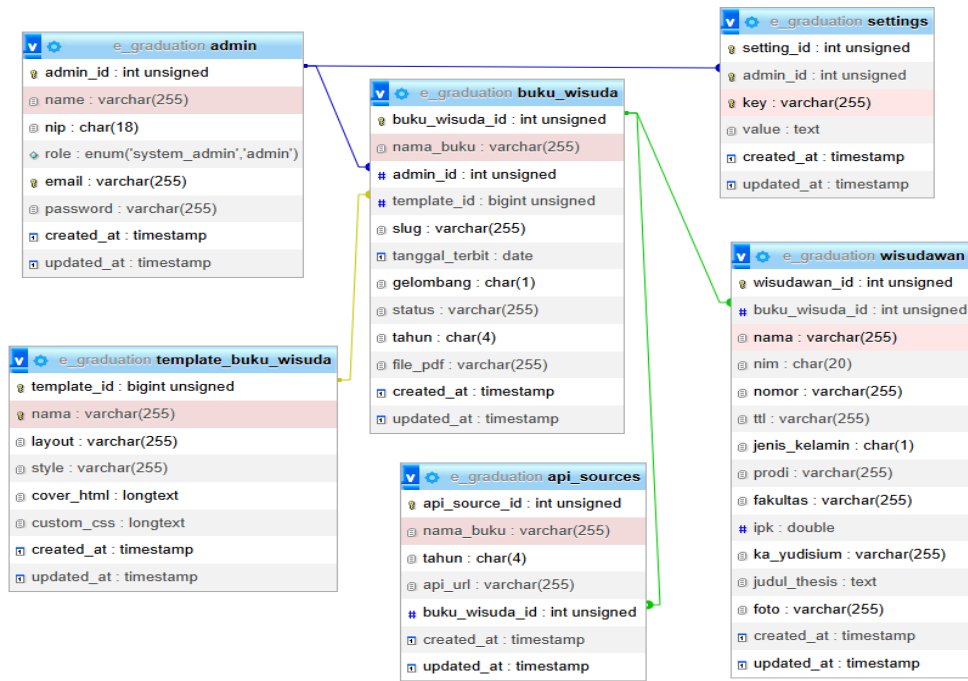 e_graduation admin
admin_id : int unsigned
name : varchar(255)
nip : char(18)
role : enum('system_admin','admin')
email : varchar(255)
password : varchar(255)
created_at : timestamp
updated_at : timestamp
e_graduation buku_wisuda
buku_wisuda_id : int unsigned
nama_buku : varchar(255)
admin_id : int unsigned
template_id : bigint unsigned
slug : varchar(255)
tanggal_terbit : date
gelombang : char(1)
status : varchar(255)
tahun : char(4)
file_pdf : varchar(255)
created_at : timestamp
updated_at : timestamp
e_graduation settings
setting_id : int unsigned
admin_id : int unsigned
key : varchar(255)
value : text
created_at : timestamp
updated_at : timestamp
e_graduation template_buku_wisuda
template_id : bigint unsigned
nama : varchar(255)
layout : varchar(255)
style : varchar(255)
cover_html : longtext
custom_css : longtext
created_at : timestamp
updated_at : timestamp
e_graduation api_sources
api_source_id : int unsigned
nama_buku : varchar(255)
tahun : char(4)
api_url : varchar(255)
buku_wisuda_id : int unsigned
created_at : timestamp
updated_at : timestamp
e_graduation wisudawan
wisudawan_id : int unsigned
buku_wisuda_id : int unsigned
nama : varchar(255)
nim : char(20)
nomor : varchar(255)
ttl : varchar(255)
jenis_kelamin : char(1)
prodi : varchar(255)
fakultas : varchar(255)
ipk : double
ka_yudisium : varchar(255)
judul_thesis : text
foto : varchar(255)
created_at : timestamp
updated_at : timestamp